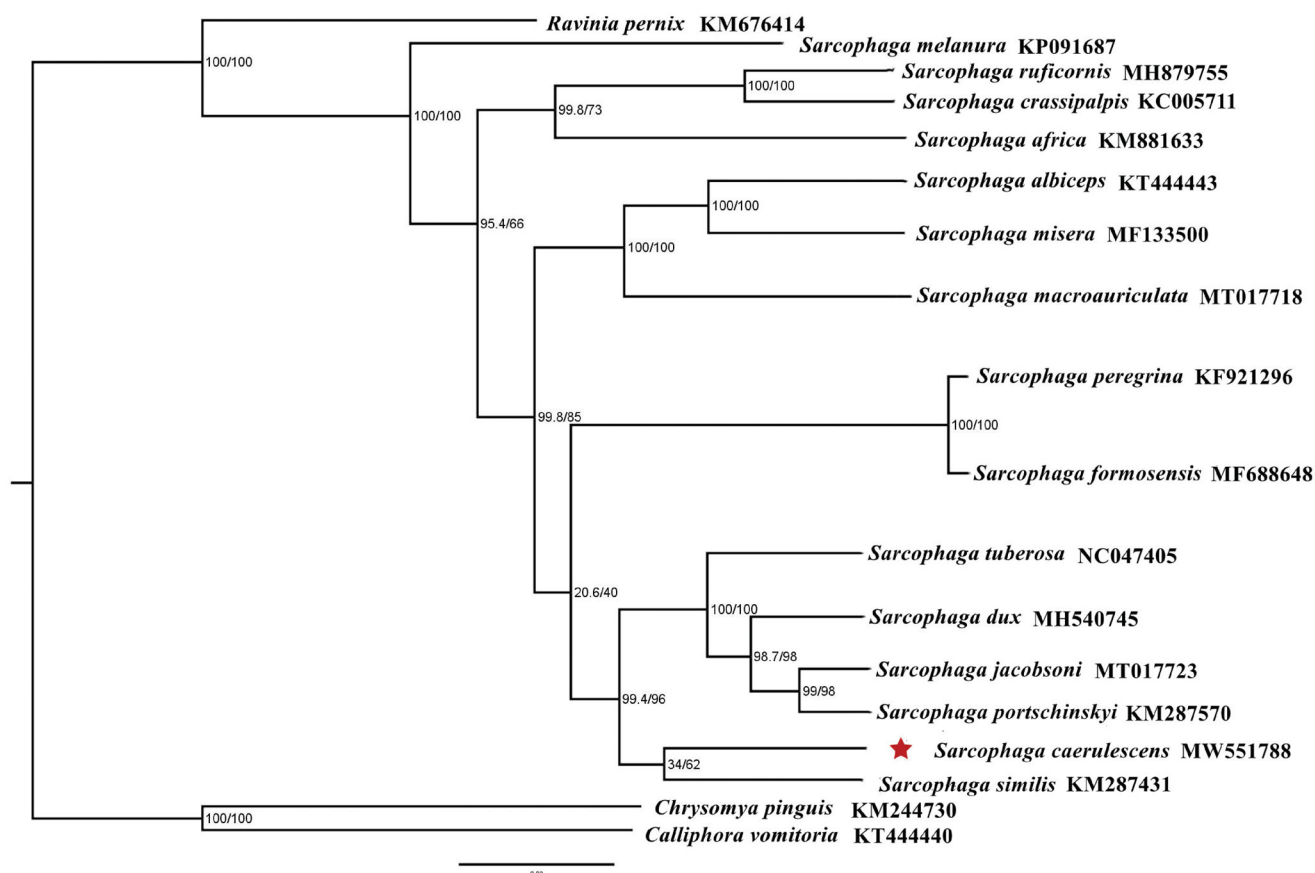 Ravinia pernix KM676414
Sarcophaga melanura KP091687
100/100
Sarcophaga ruficornis MH879755
100/100
Sarcophaga crassipalpis KC005711
99.8/73
100/100
Sarcophaga africa KM881633
Sarcophaga albiceps KT444443
100/100
95.4/66
Sarcophaga misera MF133500
100/100
Sarcophaga macroauriculata MT017718
Sarcophaga peregrina KF921296
99.8/85
100/100
Sarcophaga formosensis MF688648
Sarcophaga tuberosa NC047405
20.6/40
100/100
Sarcophaga dux MH540745
98.7/98
Sarcophaga jacobsoni MT017723
99/98
99.4/96
Sarcophaga portschinskyi KM287570
Sarcophaga caerulescens MW551788
34/62
Sarcophaga similis KM287431
Chrysomya pinguis KM244730
100/100
Calliphora vomitoria KT444440